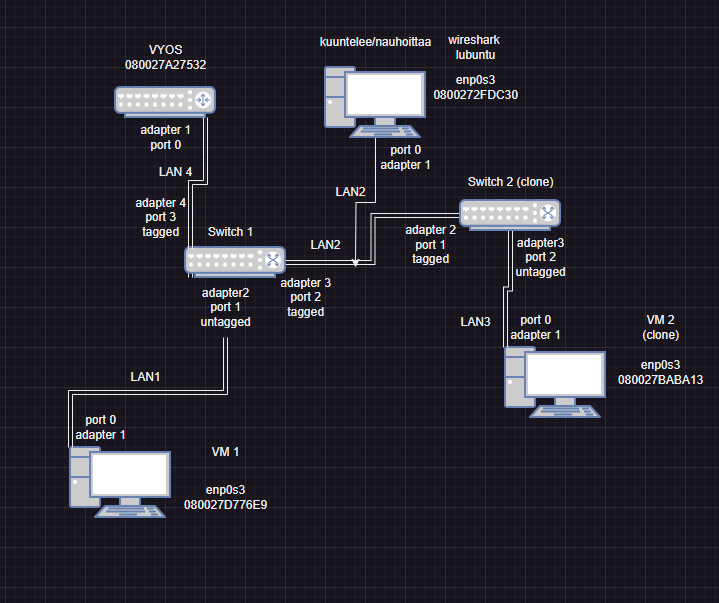 VYOS
080027A27532
kuuntelee/nauhoittaa
wireshark
lubuntu
enp0s3
0800272FDC30
adapter 1
port 0
port 0
adapter 1
LAN 4
LAN2
Switch 2 (clone)
adapter 4
port 3
tagged
Switch 1
LAN2
adapter 2
port 1
tagged
adapter3
port 2
untagged
adapter2
port 1
untagged
adapter 3
port 2
tagged
LAN3
port 0
adapter 1
VM 2
(clone)
enp0s3
080027BABA13
LAN1
port 0
adapter 1
VM 1
enp0s3
080027D776E9